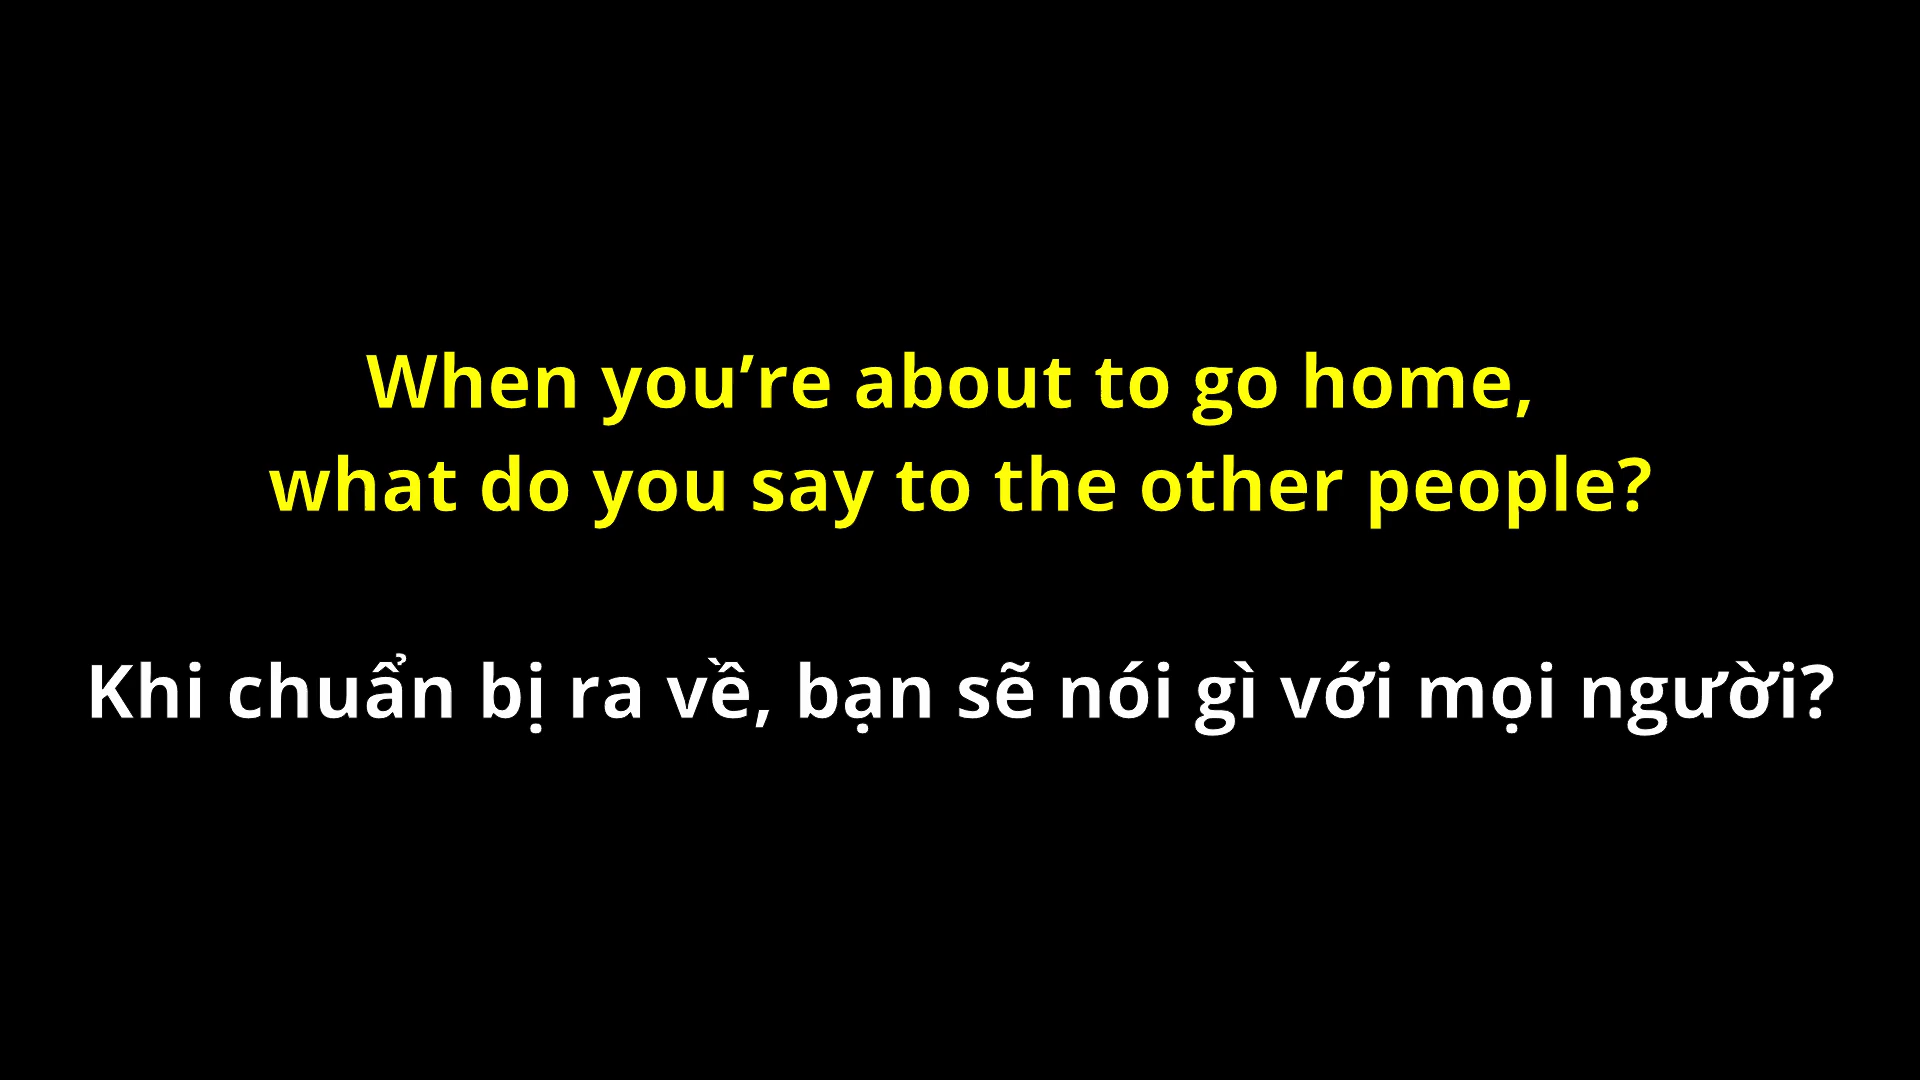 When you’re about to go home,
what do you say to the other people?
Khi chuẩn bị ra về, bạn sẽ nói gì với mọi người?